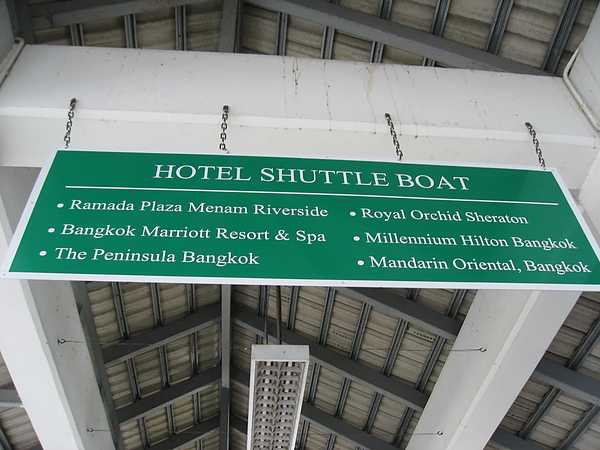 HOTEL SHUTTLE BOAT
• Ramada Plaza Menam Riverside
• Bangkok Marriott Resort & Spa
• The Peninsula Bangkok
• Royal Orchid Sheraton
• Millennium Hilton Bangkok
• Mandarin Oriental, Bangkok